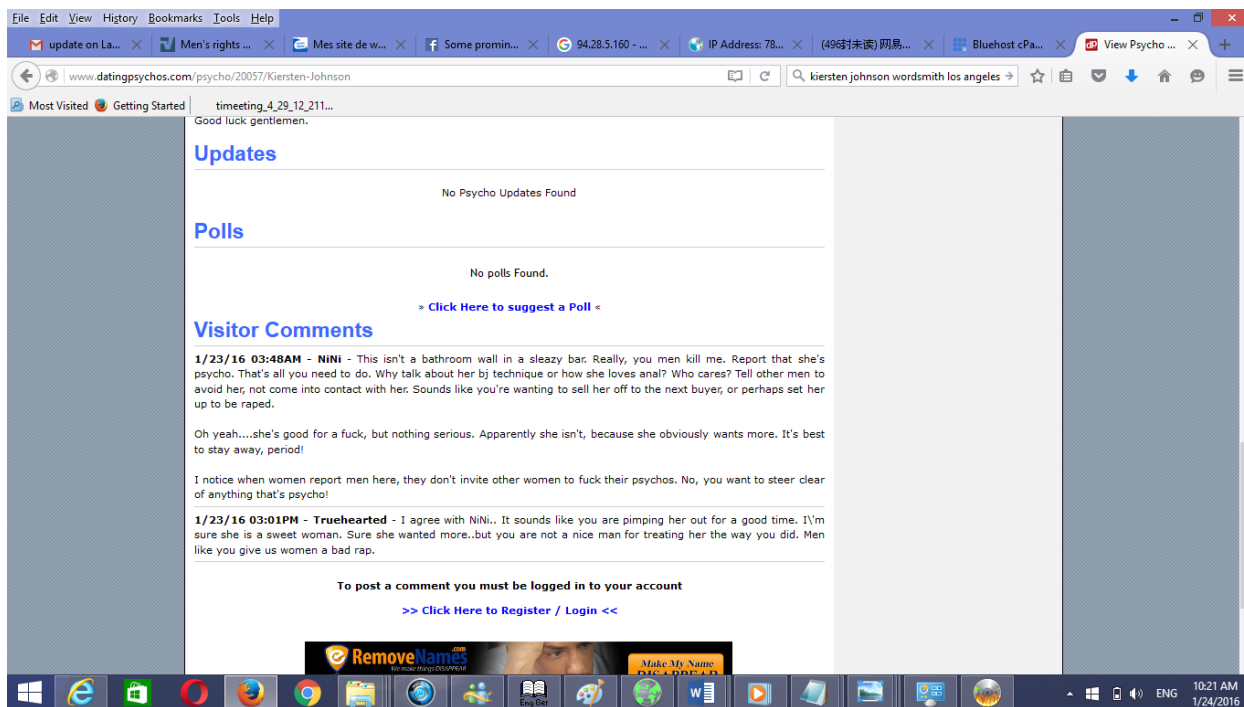 File Edit View History Bookmarks Tools Help
update on La... Men's rights ... Mes site de w... Some promin... 94.28.5.160 - ... IP Address: 78... (496封未读) 网易... Bluehost cPa... View Psycho ...
www.datingpsychos.com/psycho/20057/Kiersten-Johnson kiersten johnson wordsmith los angeles
Most Visited Getting Started timeeting_4_29_12_211...
Good luck gentlemen.
Updates
No Psycho Updates Found
Polls
No polls Found.
» Click Here to suggest a Poll «
Visitor Comments
1/23/16 03:48AM - NiNi - This isn't a bathroom wall in a sleazy bar. Really, you men kill me. Report that she's
psycho. That's all you need to do. Why talk about her bj technique or how she loves anal? Who cares? Tell other men to
avoid her, not come into contact with her. Sounds like you're wanting to sell her off to the next buyer, or perhaps set her
up to be raped.
Oh yeah....she's good for a fuck, but nothing serious. Apparently she isn't, because she obviously wants more. It's best
to stay away, period!
I notice when women report men here, they don't invite other women to fuck their psychos. No, you want to steer clear
of anything that's psycho!
1/23/16 03:01PM - Truehearted - I agree with NiNi.. It sounds like you are pimping her out for a good time. I\'m
sure she is a sweet woman. Sure she wanted more..but you are not a nice man for treating her the way you did. Men
like you give us women a bad rap.
To post a comment you must be logged in to your account
>> Click Here to Register / Login <<
RemoveNames.com
We make things DISAPPEAR
Make My Name
DISAPPEAR
Eng Ger
ENG 10:21 AM
1/24/2016